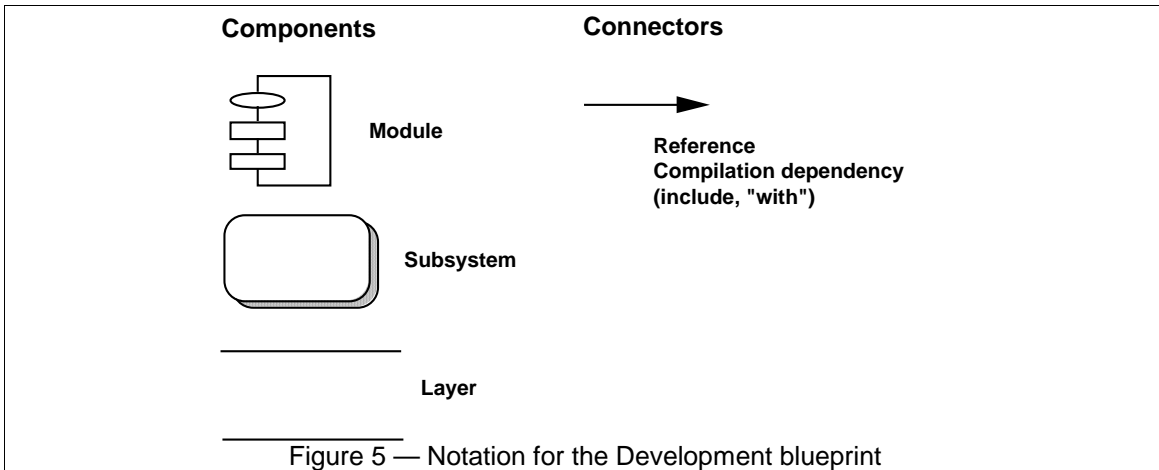 Components
Connectors
Module
Reference
Compilation dependency
(include, "with")
Subsystem
Layer
Figure 5 — Notation for the Development blueprint